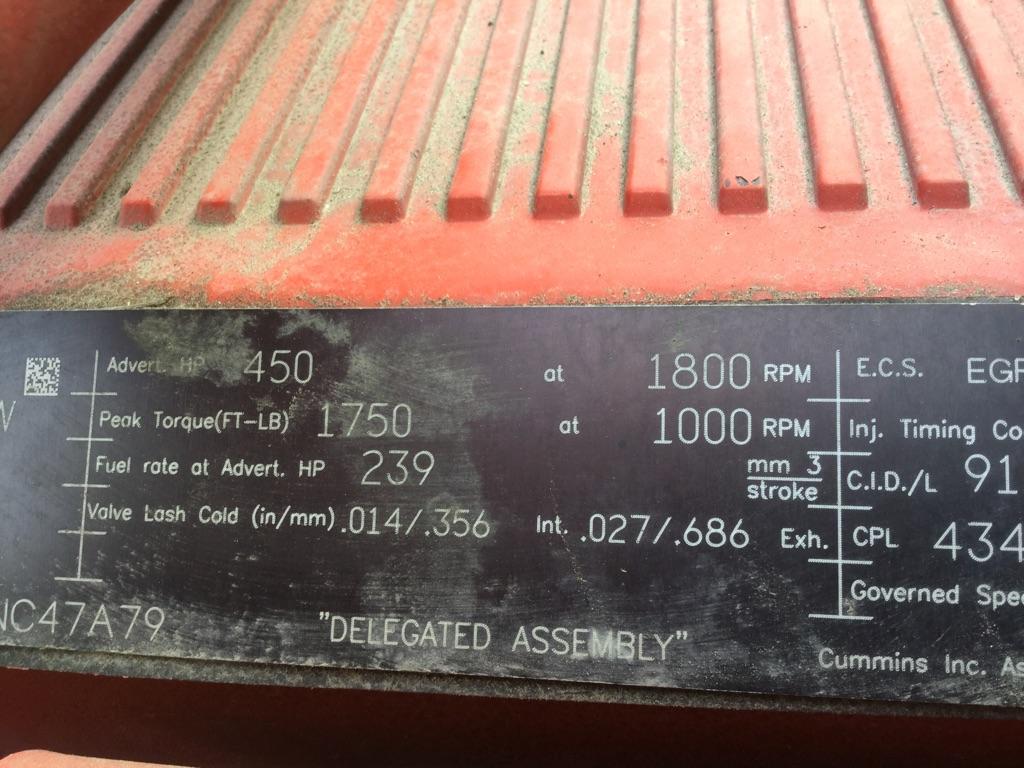 Advert. HP 450 at 1800 RPM E.C.S. EGR
Peak Torque(FT-LB) 1750 at 1000 RPM Inj. Timing Co
Fuel rate at Advert. HP 239 mm 3 stroke C.I.D./L 91
Valve Lash Cold (in/mm) .014/.356 Int. .027/.686 Exh. CPL 434
Governed Spee
NC47A79 "DELEGATED ASSEMBLY"
Cummins Inc. As